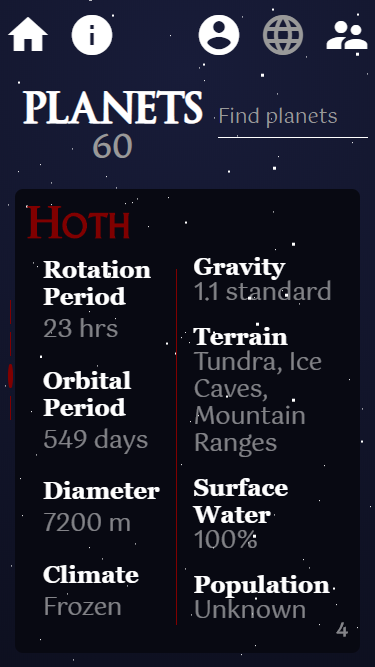 PLANETS
60
Find planets
Hoth
Rotation
Period
23 hrs
Orbital
Period
549 days
Diameter
7200 m
Climate
Frozen
Gravity
1.1 standard
Terrain
Tundra, Ice
Caves,
Mountain
Ranges
Surface
Water
100%
Population
Unknown
4